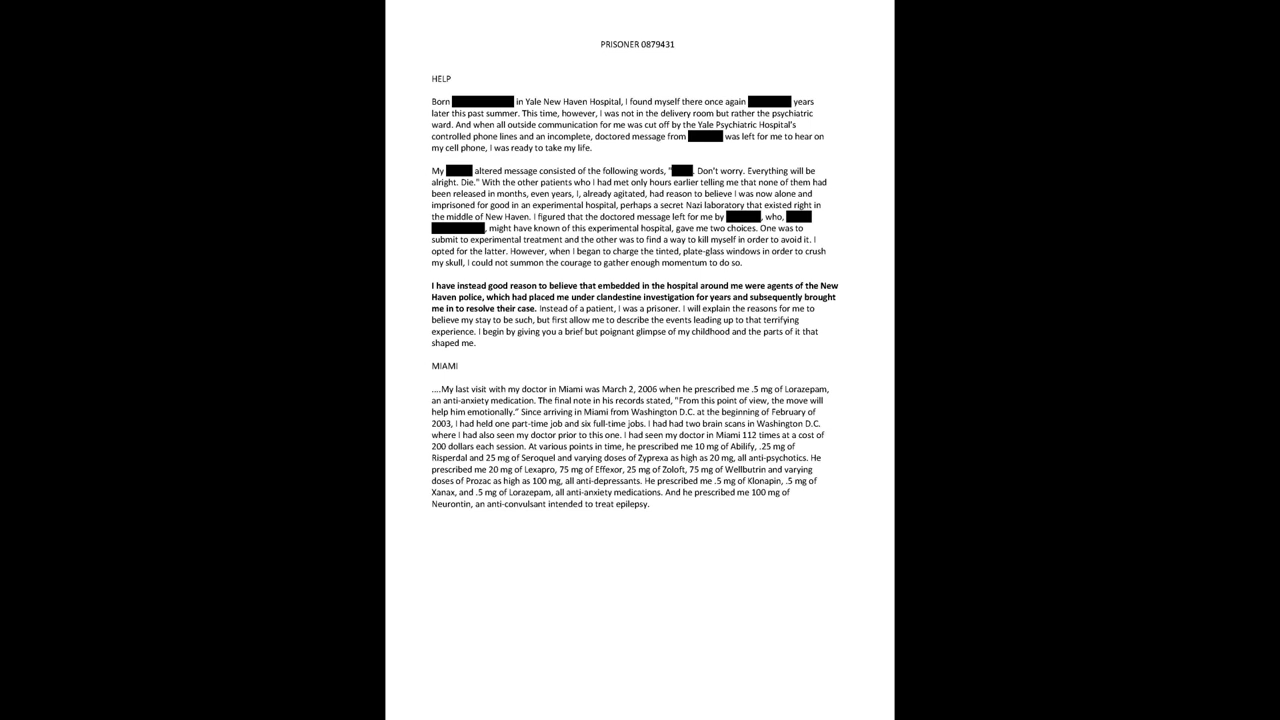 PRISONER 0879431
HELP
Born in Yale New Haven Hospital, I found myself there once again years
later this past summer. This time, however, I was not in the delivery room but rather the psychiatric
ward. And when all outside communication for me was cut off by the Yale Psychiatric Hospital's
controlled phone lines and an incomplete, doctored message from was left for me to hear on
my cell phone, I was ready to take my life.
My altered message consisted of the following words, " . Don't worry. Everything will be
alright. Die." With the other patients who I had met only hours earlier telling me that none of them had
been released in months, even years, I, already agitated, had reason to believe I was now alone and
imprisoned for good in an experimental hospital, perhaps a secret Nazi laboratory that existed right in
the middle of New Haven. I figured that the doctored message left for me by , who,
, might have known of this experimental hospital, gave me two choices. One was to
submit to experimental treatment and the other was to find a way to kill myself in order to avoid it. I
opted for the latter. However, when I began to charge the tinted, plate-glass windows in order to crush
my skull, I could not summon the courage to gather enough momentum to do so.
I have instead good reason to believe that embedded in the hospital around me were agents of the New
Haven police, which had placed me under clandestine investigation for years and subsequently brought
me in to resolve their case. Instead of a patient, I was a prisoner. I will explain the reasons for me to
believe my stay to be such, but first allow me to describe the events leading up to that terrifying
experience. I begin by giving you a brief but poignant glimpse of my childhood and the parts of it that
shaped me.
MIAMI
....My last visit with my doctor in Miami was March 2, 2006 when he prescribed me .5 mg of Lorazepam,
an anti-anxiety medication. The final note in his records stated, "From this point of view, the move will
help him emotionally." Since arriving in Miami from Washington D.C. at the beginning of February of
2003, I had held one part-time job and six full-time jobs. I had had two brain scans in Washington D.C.
where I had also seen my doctor prior to this one. I had seen my doctor in Miami 112 times at a cost of
200 dollars each session. At various points in time, he prescribed me 10 mg of Abilify, .25 mg of
Risperdal and 25 mg of Seroquel and varying doses of Zyprexa as high as 20 mg, all anti-psychotics. He
prescribed me 20 mg of Lexapro, 75 mg of Effexor, 25 mg of Zoloft, 75 mg of Wellbutrin and varying
doses of Prozac as high as 100 mg, all anti-depressants. He prescribed me .5 mg of Klonapin, .5 mg of
Xanax, and .5 mg of Lorazepam, all anti-anxiety medications. And he prescribed me 100 mg of
Neurontin, an anti-convulsant intended to treat epilepsy.